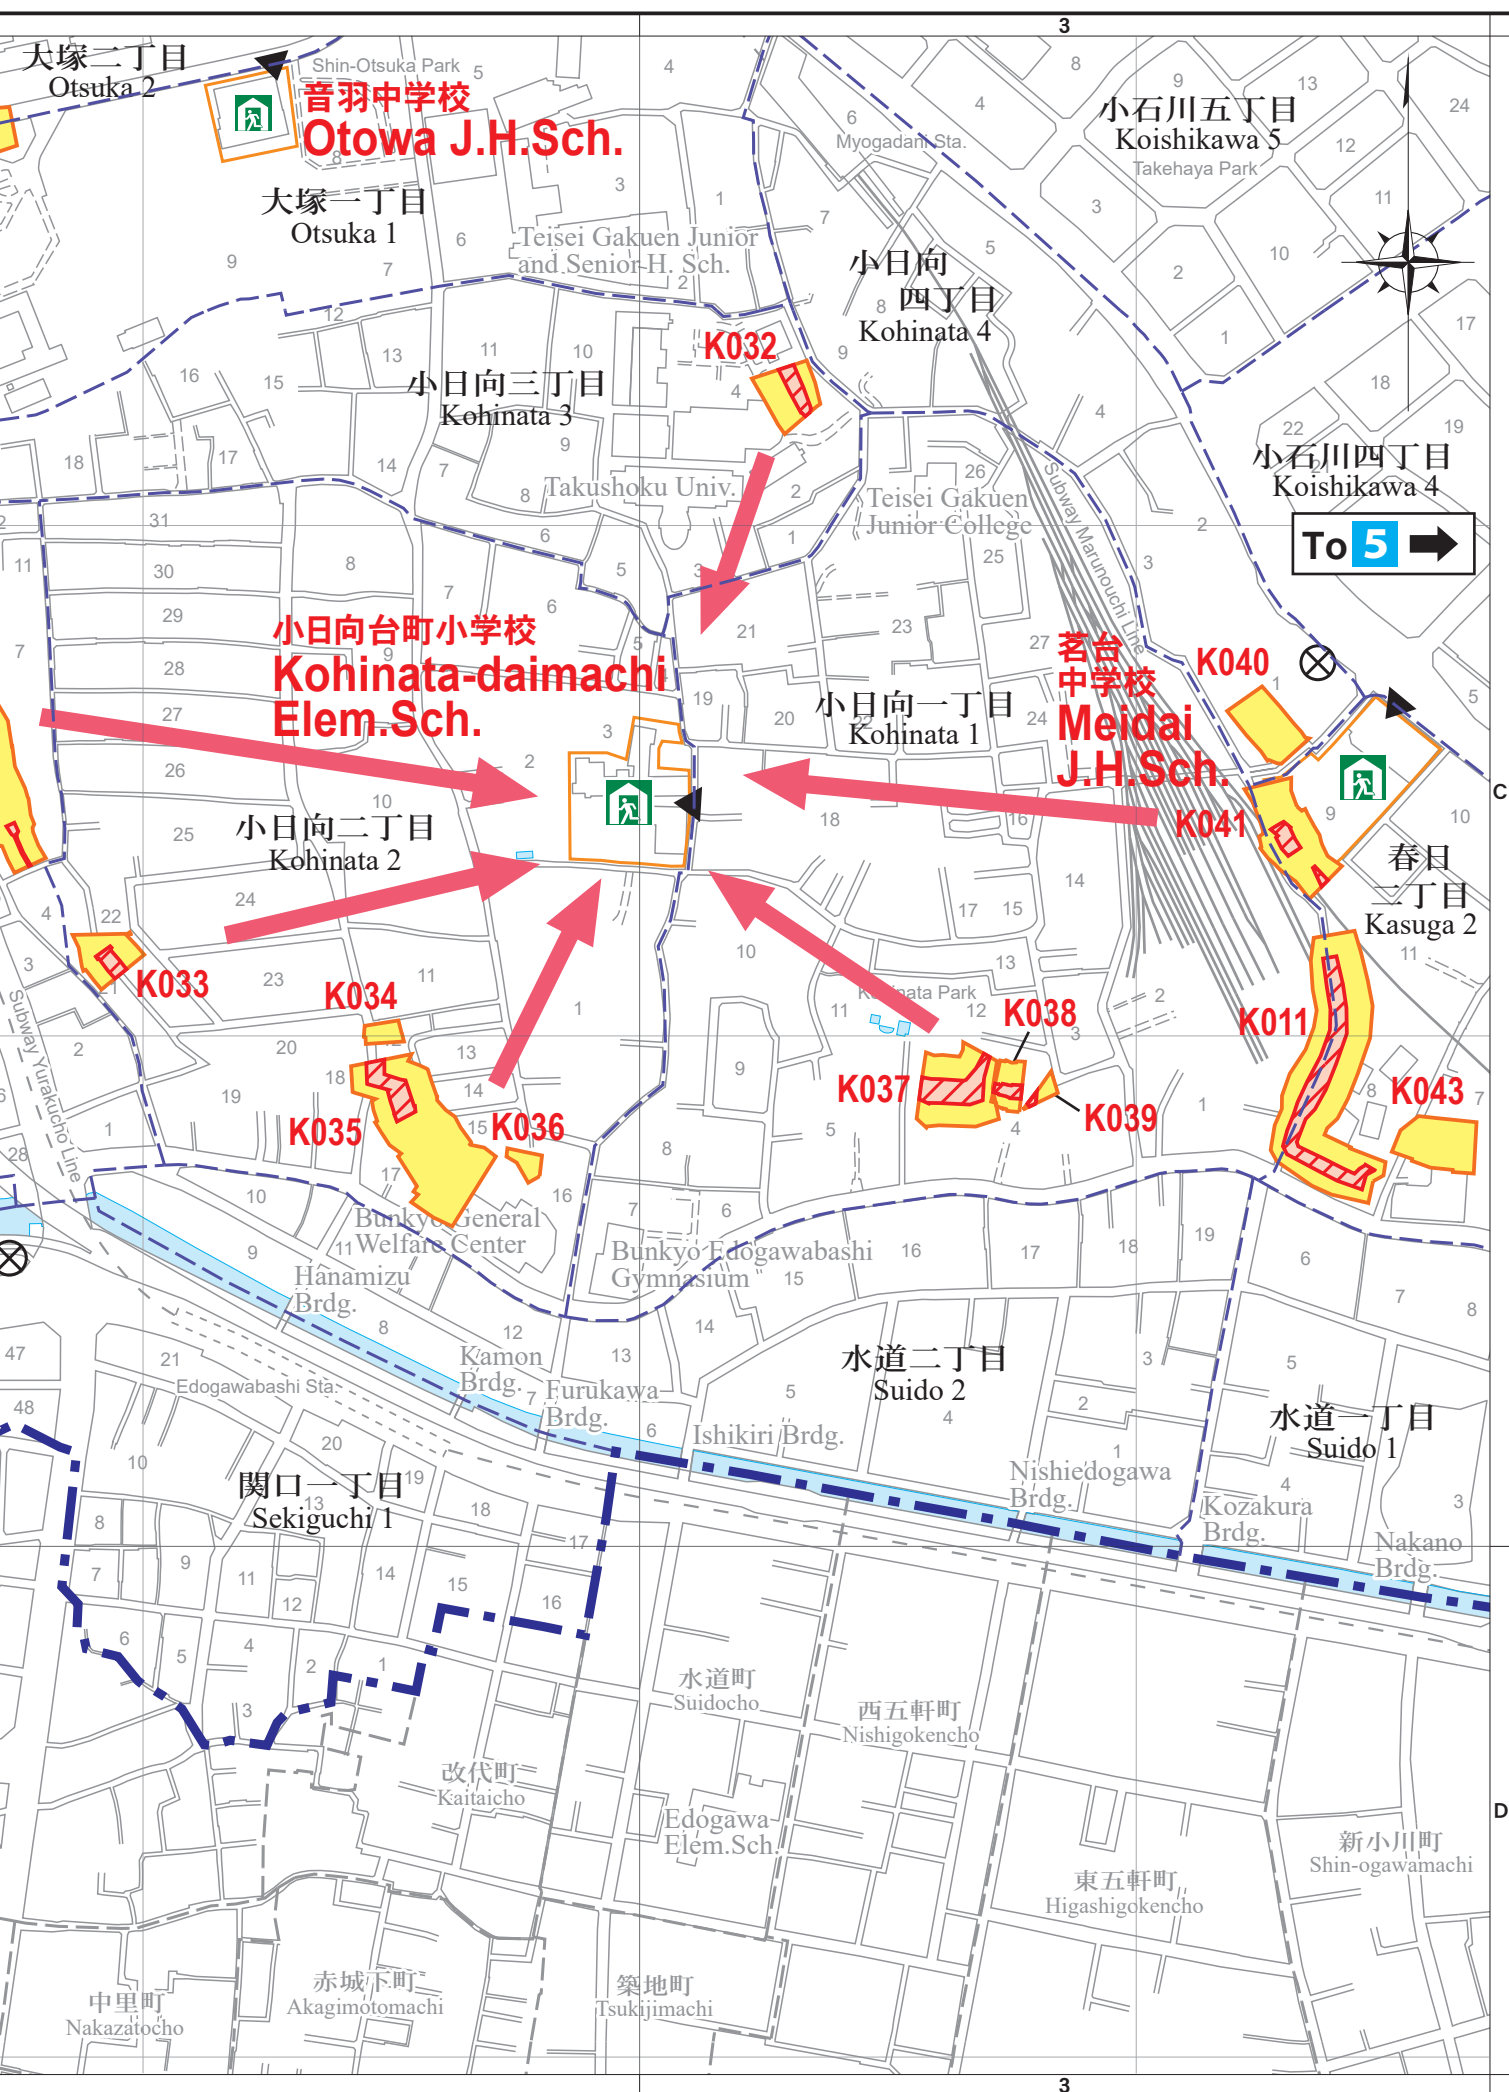 3
大塚二丁目
Otsuka 2
Shin-Otsuka Park
音羽中学校
Otowa J.H.Sch.
大塚一丁目
Otsuka 1
Teisei Gakuen Junior
and Senior H. Sch.
Myogadani Sta.
小石川五丁目
Koishikawa 5
Takehaya Park
小日向
四丁目
Kohinata 4
K032
小日向三丁目
Kohinata 3
Takushoku Univ.
Teisei Gakuen
Junior College
Subway Marunouchi Line
小石川四丁目
Koishikawa 4
To 5
小日向台町小学校
Kohinata-daimachi
Elem.Sch.
小日向一丁目
Kohinata 1
茗台
中学校
Meidai
J.H.Sch.
K040
K041
C
小日向二丁目
Kohinata 2
春日
二丁目
Kasuga 2
K033
K034
K035
K036
Kohinata Park
K037
K038
K039
K011
K043
Subway Yurakucho Line
Bunkyo General
Welfare Center
Bunkyo Edogawabashi
Gymnasium
Hanamizu
Brdg.
Kamon
Brdg.
Furukawa
Brdg.
Edogawabashi Sta.
水道二丁目
Suido 2
Ishikiri Brdg.
水道一丁目
Suido 1
Nishiedogawa
Brdg.
Kozakura
Brdg.
Nakano
Brdg.
関口一丁目
Sekiguchi 1
水道町
Suidocho
西五軒町
Nishigokencho
改代町
Kaitaicho
Edogawa
Elem.Sch.
D
新小川町
Shin-ogawamachi
東五軒町
Higashigokencho
中里町
Nakazatocho
赤城下町
Akagimotomachi
築地町
Tsukijimachi
3